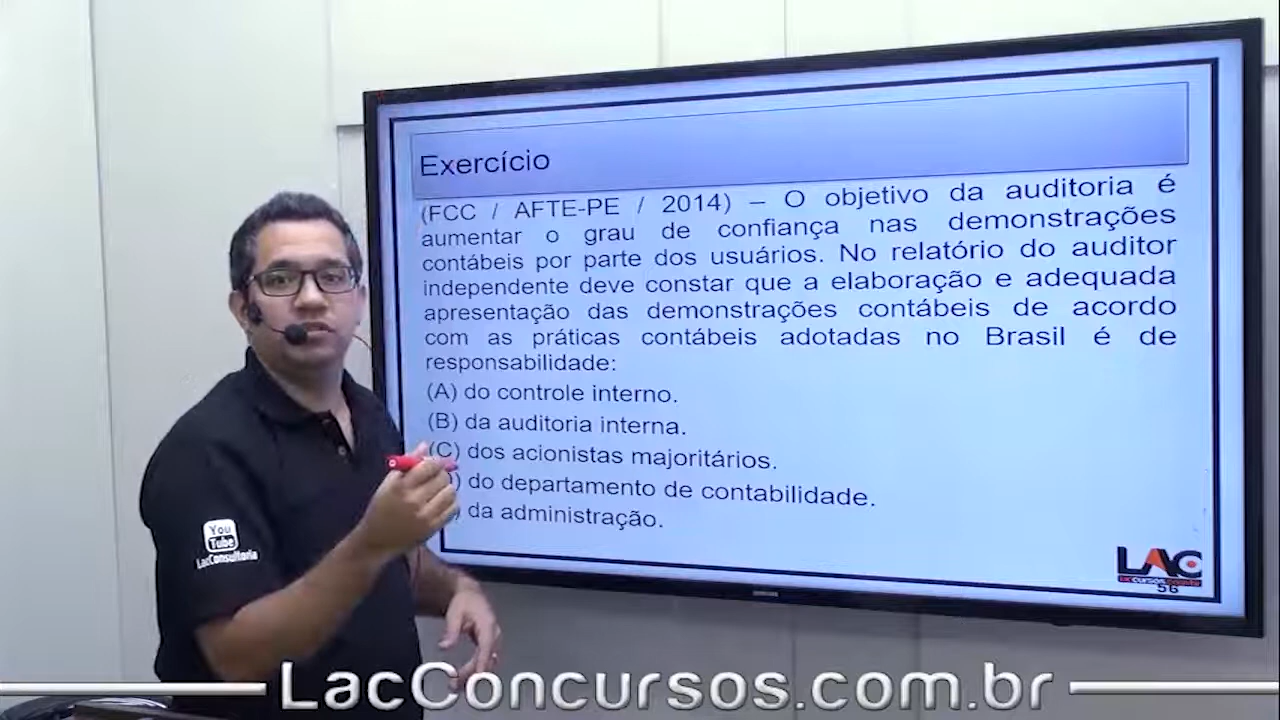 Exercício
(FCC / AFTE-PE / 2014) – O objetivo da auditoria é
aumentar o grau de confiança nas demonstrações
contábeis por parte dos usuários. No relatório do auditor
independente deve constar que a elaboração e adequada
apresentação das demonstrações contábeis de acordo
com as práticas contábeis adotadas no Brasil é de
responsabilidade:
(A) do controle interno.
(B) da auditoria interna.
(C) dos acionistas majoritários.
) do departamento de contabilidade.
da administração.
LAC
56
You
Tube
LacConsultoria
LacConcursos.com.br